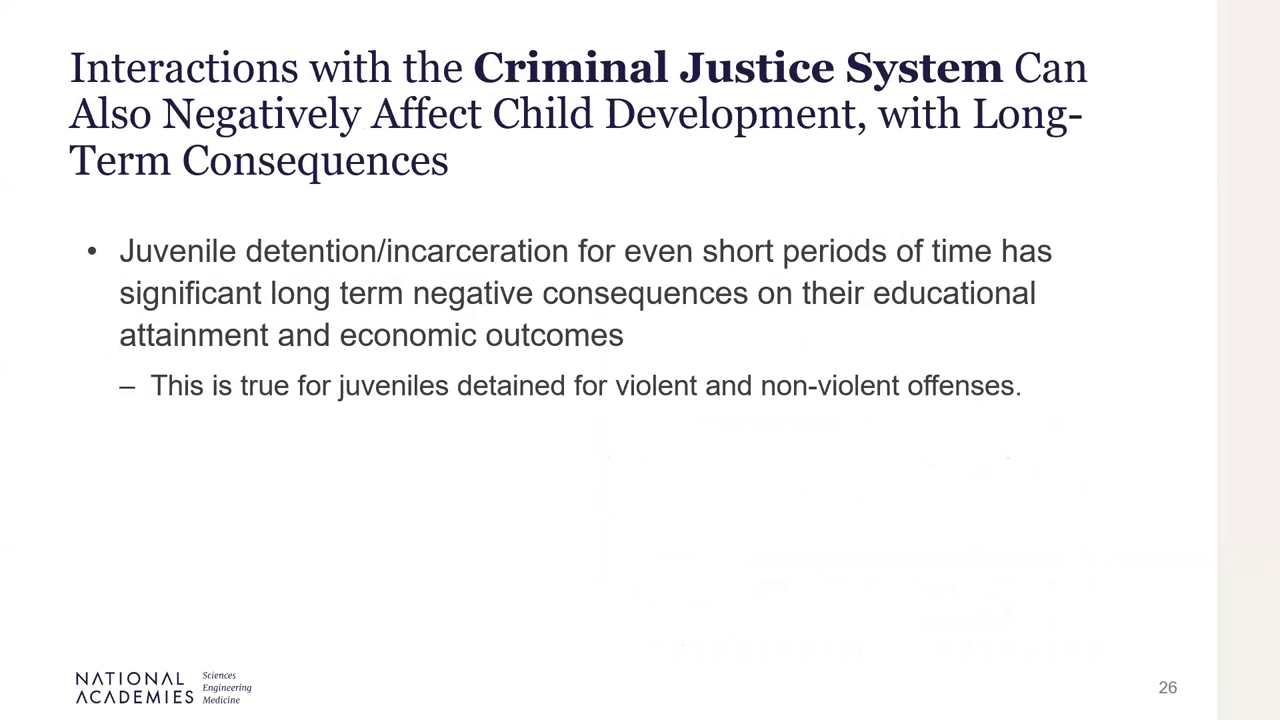 Interactions with the Criminal Justice System Can
Also Negatively Affect Child Development, with Long-
Term Consequences
• Juvenile detention/incarceration for even short periods of time has
significant long term negative consequences on their educational
attainment and economic outcomes
– This is true for juveniles detained for violent and non-violent offenses.
NATIONAL
ACADEMIES
Sciences
Engineering
Medicine
26